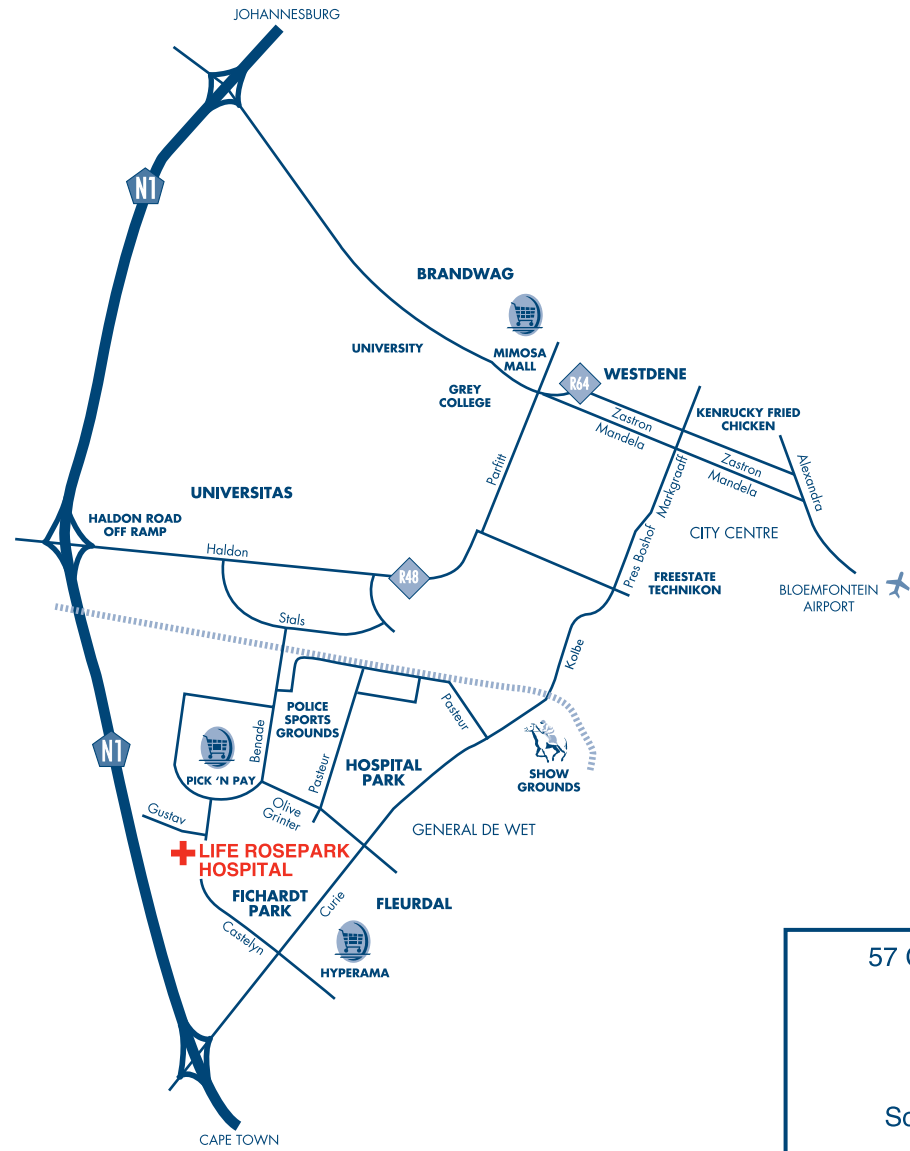 JOHANNESBURG
N1
BRANDWAG
UNIVERSITY
MIMOSA
MALL
R64
WESTDENE
GREY
COLLEGE
KENRUCKY FRIED
CHICKEN
Zastron
Mandela
Zastron
Mandela
Alexandra
Parfitt
Markgraaff
UNIVERSITAS
HALDON ROAD
OFF RAMP
Haldon
R48
CITY CENTRE
Pres Boshof
FREESTATE
TECHNIKON
BLOEMFONTEIN
AIRPORT
Stals
Kolbe
POLICE
SPORTS
GROUNDS
Pasteur
N1
Benade
PICK 'N PAY
Pasteur
HOSPITAL
PARK
SHOW
GROUNDS
Gustav
Olive
Grinter
GENERAL DE WET
LIFE ROSEPARK
HOSPITAL
FICHARDT
PARK
Curie
FLEURDAL
Castelyn
HYPERAMA
CAPE TOWN
57